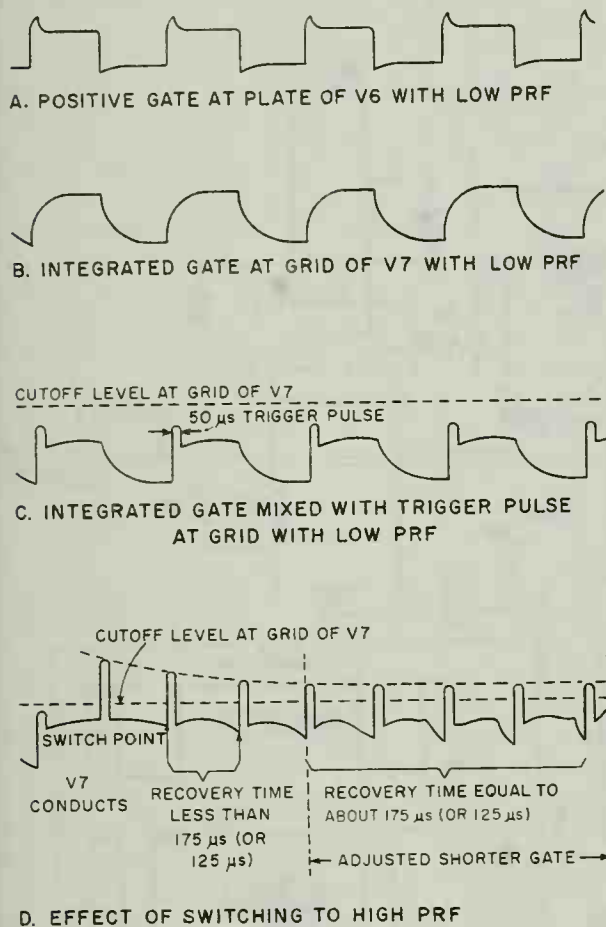 A. POSITIVE GATE AT PLATE OF V6 WITH LOW PRF
B. INTEGRATED GATE AT GRID OF V7 WITH LOW PRF
CUTOFF LEVEL AT GRID OF V7
50 µs TRIGGER PULSE
C. INTEGRATED GATE MIXED WITH TRIGGER PULSE
AT GRID WITH LOW PRF
CUTOFF LEVEL AT GRID OF V7
SWITCH POINT
V7
CONDUCTS
RECOVERY TIME
LESS THAN
175 µs (OR
125 µs)
RECOVERY TIME EQUAL TO
ABOUT 175 µs (OR 125 µs)
ADJUSTED SHORTER GATE
D. EFFECT OF SWITCHING TO HIGH PRF